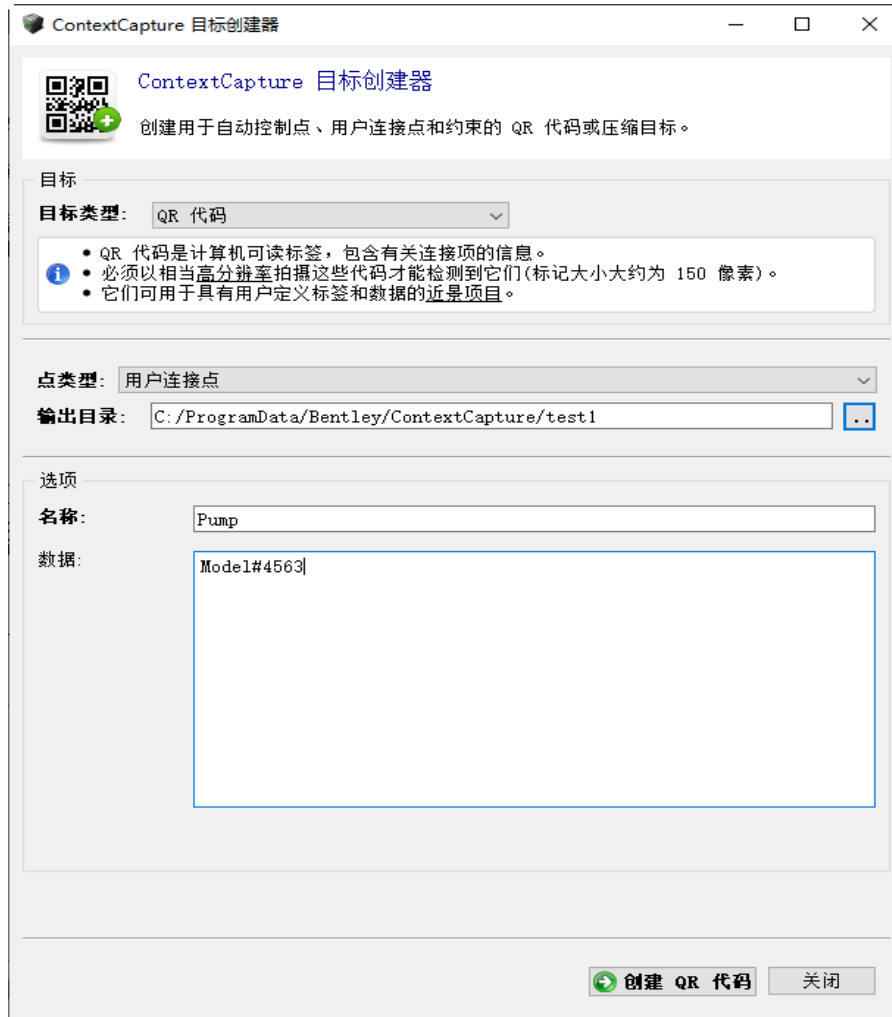 ContextCapture 目标创建器
ContextCapture 目标创建器
创建用于自动控制点、用户连接点和约束的 QR 代码或压缩目标。
目标
目标类型: QR 代码
• QR 代码是计算机可读标签，包含有关连接项的信息。
• 必须以相当高分辨率拍摄这些代码才能检测到它们(标记大小大约为 150 像素)。
• 它们可用于具有用户定义标签和数据的近景项目。
点类型: 用户连接点
输出目录: C:/ProgramData/Bentley/ContextCapture/test1 ..
选项
名称: Pump
数据: Model#4563
创建 QR 代码 关闭